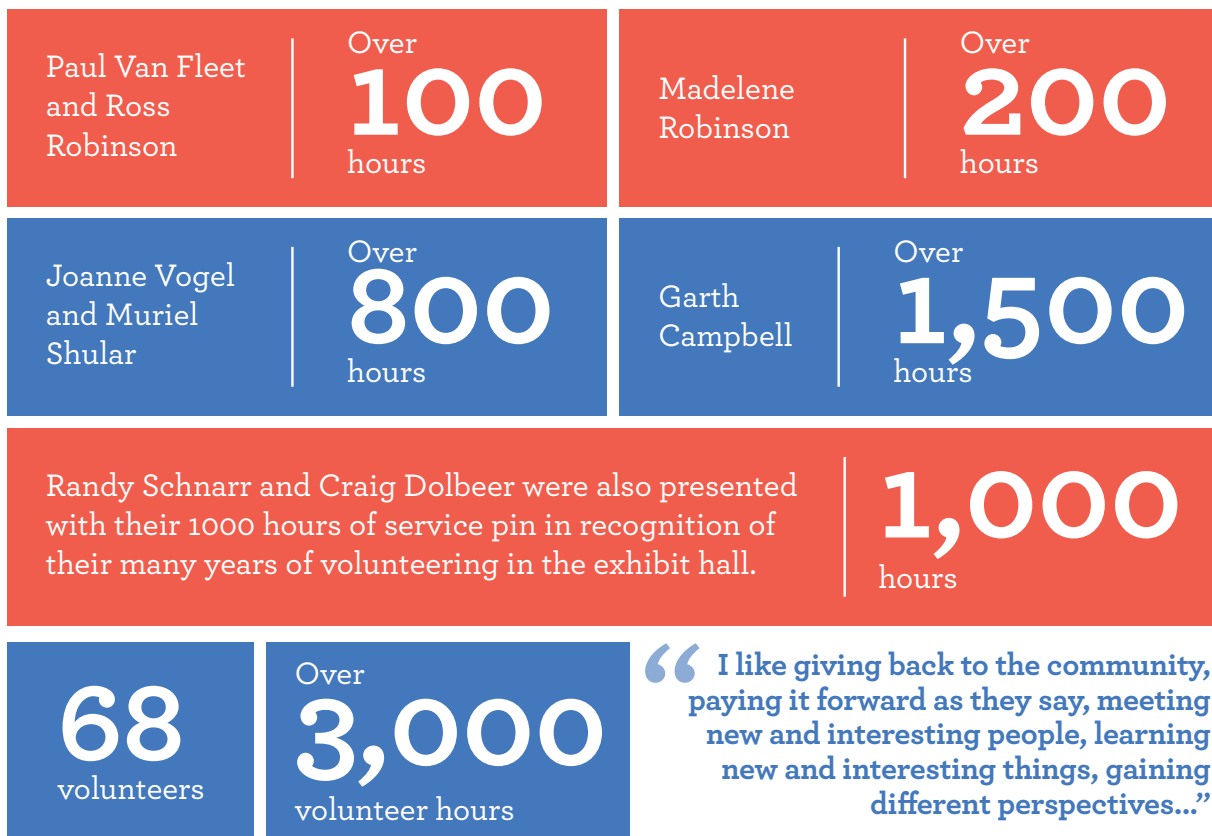 Paul Van Fleet
and Ross
Robinson
Over
100
hours
Madelene
Robinson
Over
200
hours
Joanne Vogel
and Muriel
Shular
Over
800
hours
Garth
Campbell
Over
1,500
hours
Randy Schnarr and Craig Dolbeer were also presented
with their 1000 hours of service pin in recognition of
their many years of volunteering in the exhibit hall.
1,000
hours
68
volunteers
Over
3,000
volunteer hours
“ I like giving back to the community,
paying it forward as they say, meeting
new and interesting people, learning
new and interesting things, gaining
different perspectives...”